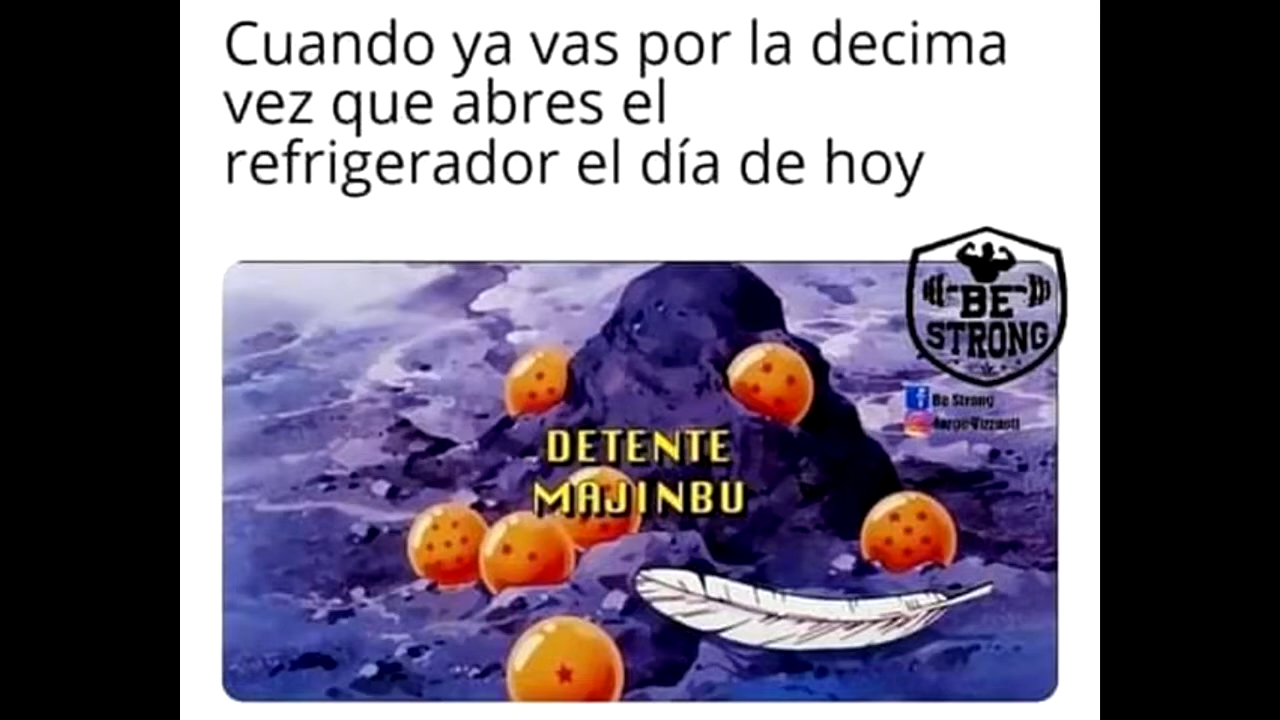 Cuando ya vas por la decima
vez que abres el
refrigerador el día de hoy
BE
STRONG
Be Strong
DETENTE
MAJINBU